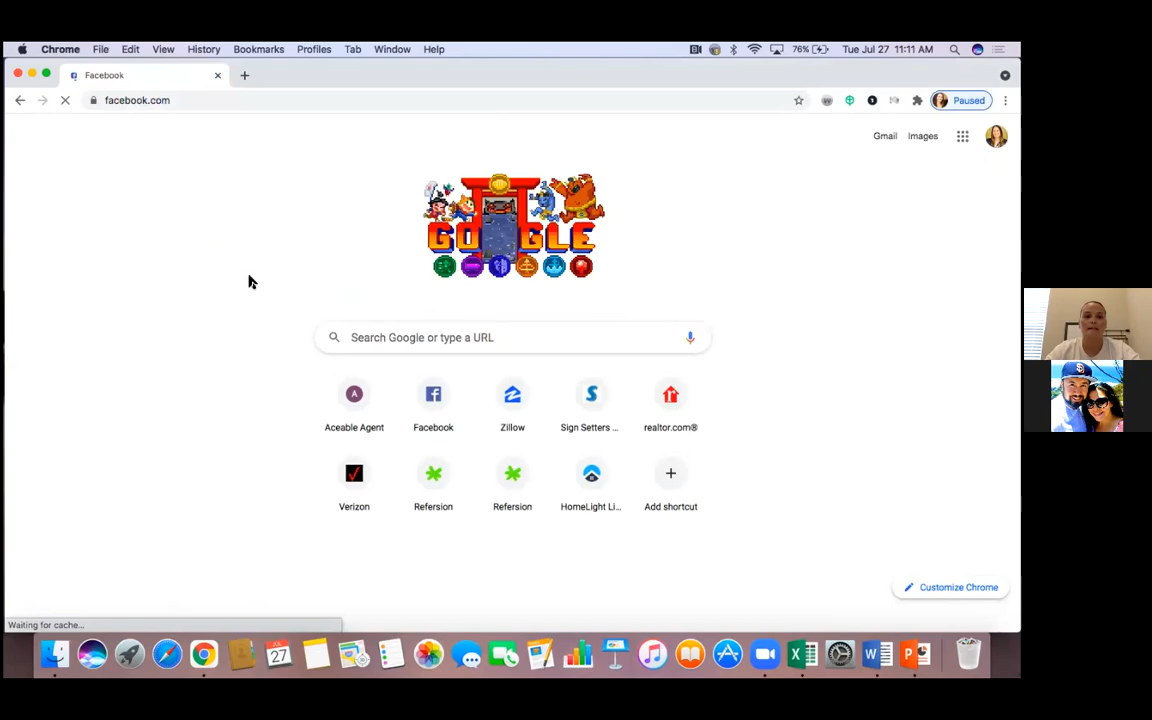 Chrome File Edit View History Bookmarks Profiles Tab Window Help 76% Tue Jul 27 11:11 AM
Facebook
facebook.com Paused
Gmail Images
GOOGLE
Search Google or type a URL
A
Aceable Agent Facebook Zillow Sign Setters ... realtor.com®
Verizon Refersion Refersion HomeLight Li... Add shortcut
Customize Chrome
Waiting for cache...
JUL
27